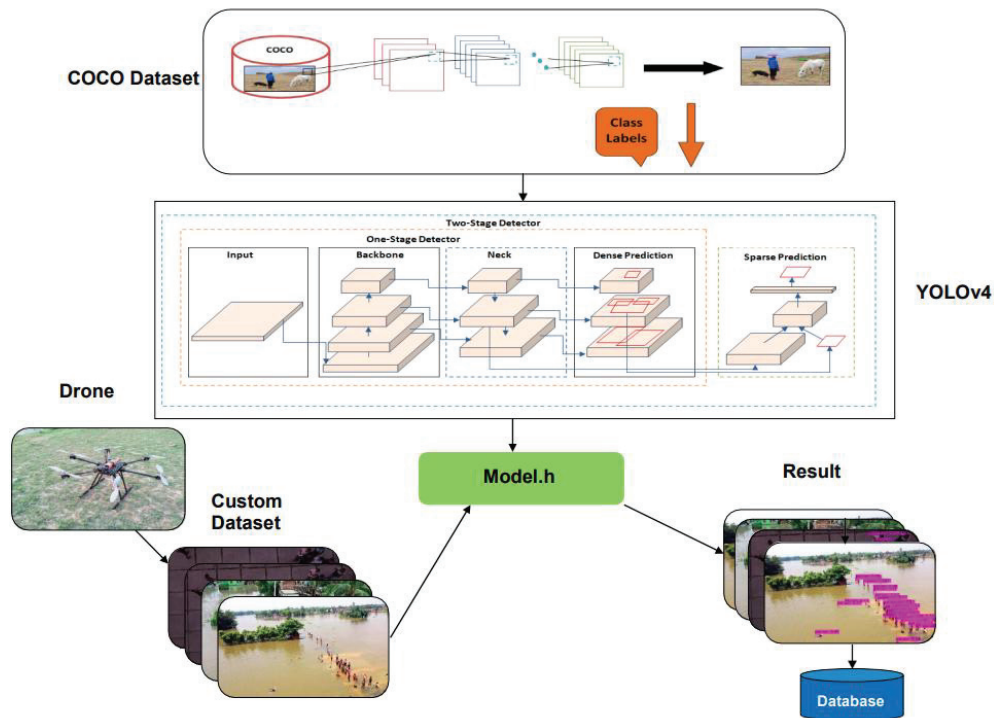 COCO
COCO Dataset
Class
Labels
Two-Stage Detector
One-Stage Detector
Input
Backbone
Neck
Dense Prediction
Sparse Prediction
YOLOv4
Drone
Custom
Dataset
Model.h
Result
Database